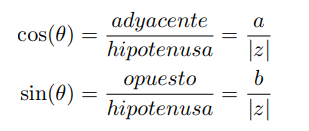 cos(θ) = adyacente / hipotenusa = a / |z|
sin(θ) = opuesto / hipotenusa = b / |z|